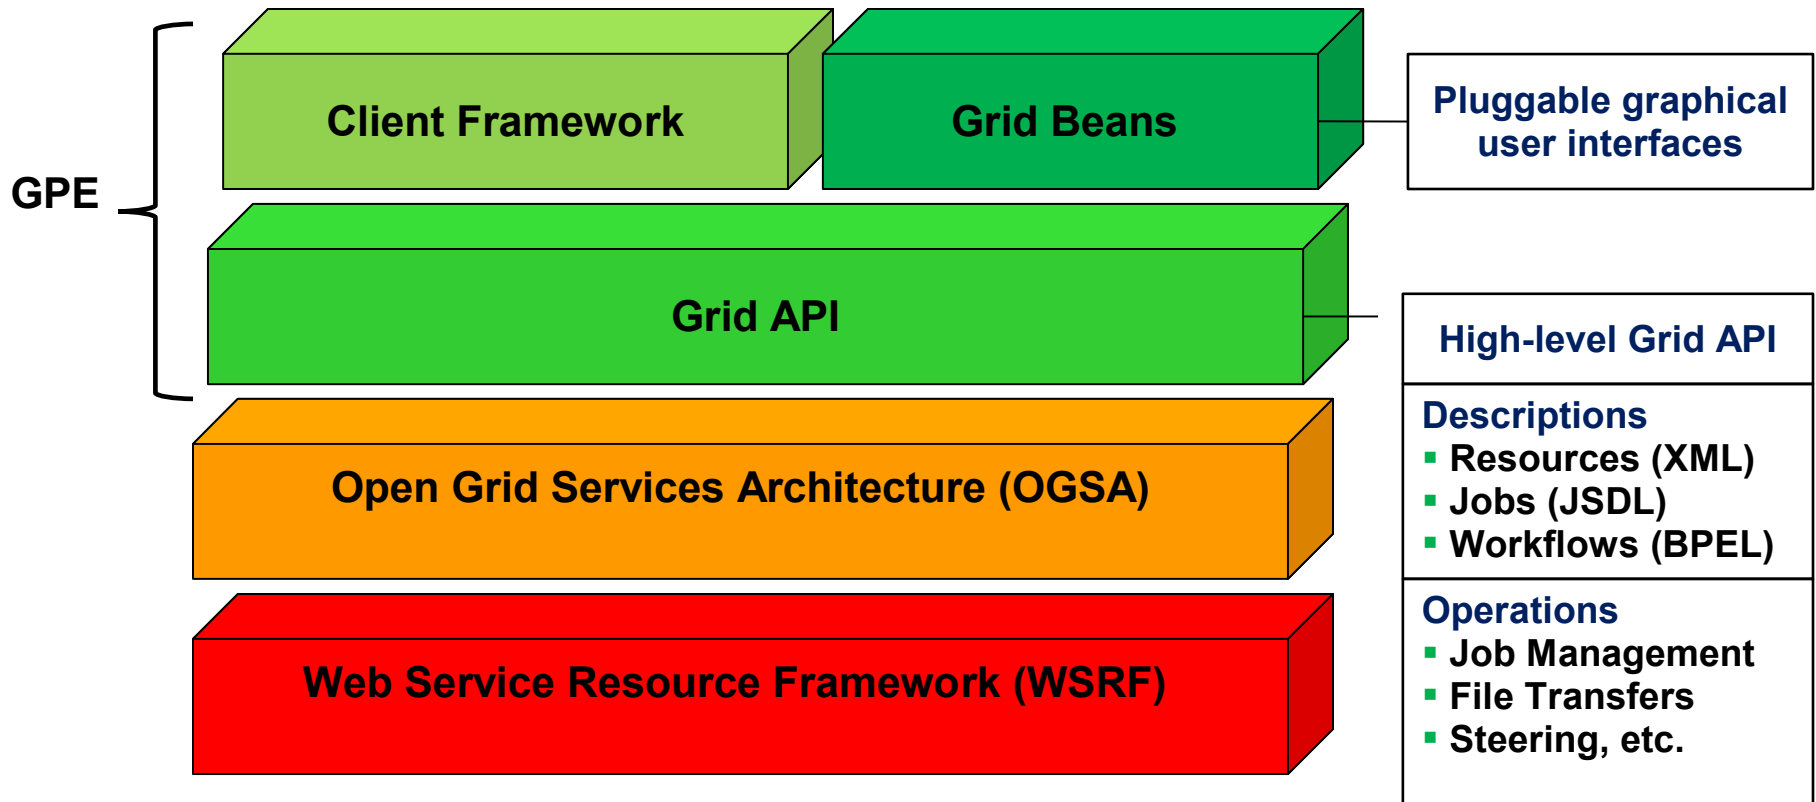 GPE
Client Framework
Grid Beans
Pluggable graphical
user interfaces
Grid API
High-level Grid API
Open Grid Services Architecture (OGSA)
Descriptions
▪ Resources (XML)
▪ Jobs (JSDL)
▪ Workflows (BPEL)
Web Service Resource Framework (WSRF)
Operations
▪ Job Management
▪ File Transfers
▪ Steering, etc.